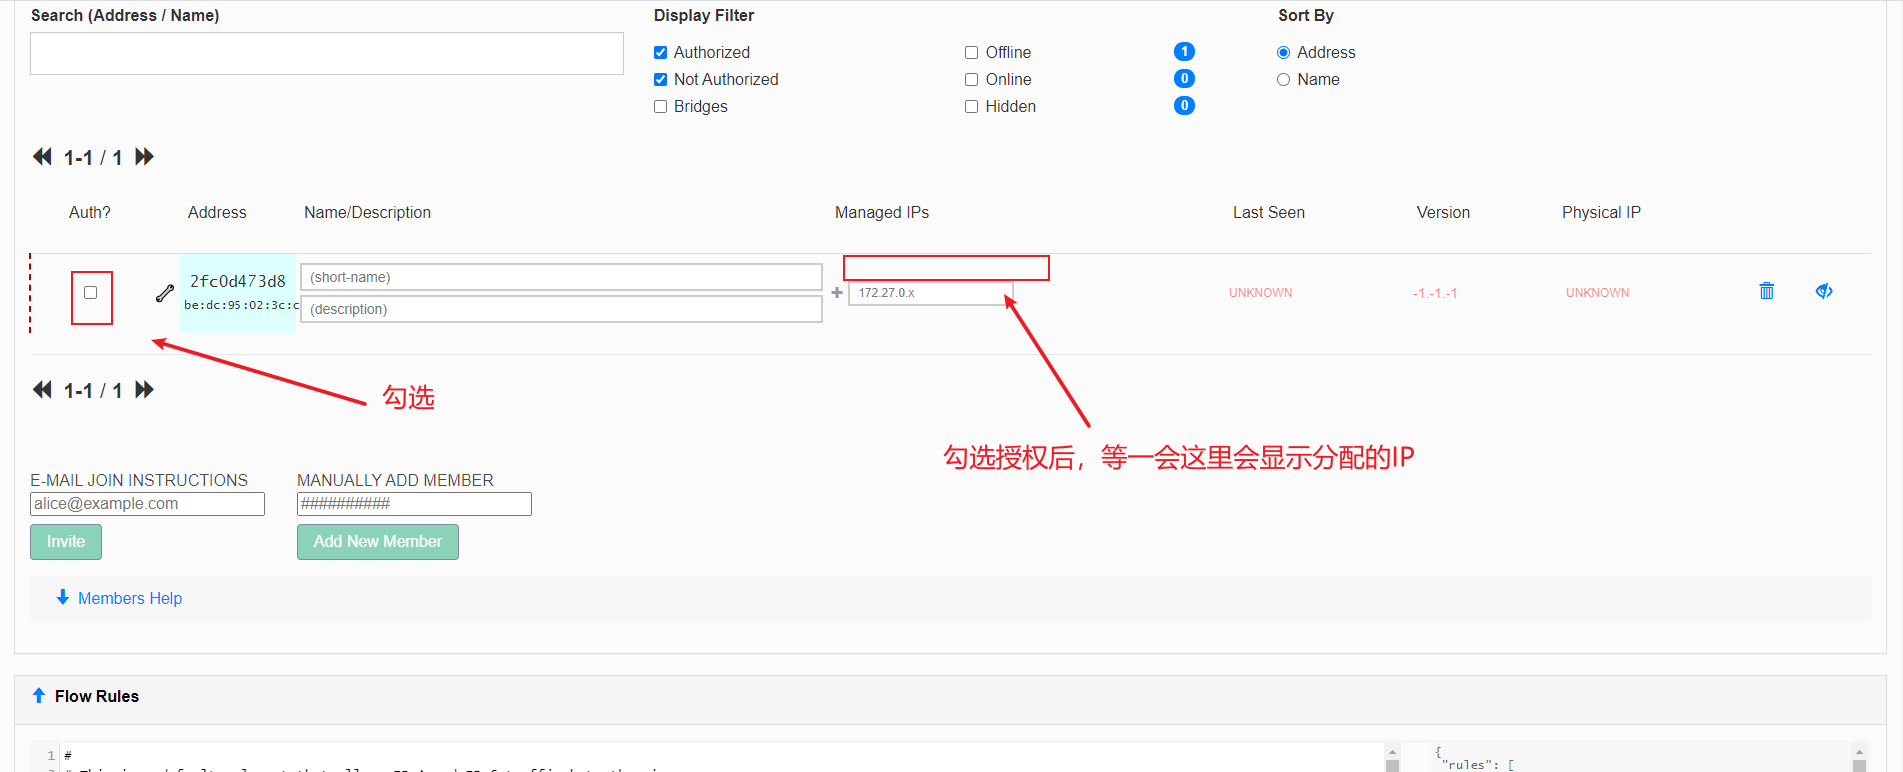 Search (Address / Name)
Display Filter
Sort By
Authorized
Offline
1
Address
Not Authorized
Online
0
Name
Bridges
Hidden
0
1-1 / 1
Auth?
Address
Name/Description
Managed IPs
Last Seen
Version
Physical IP
2fc0d473d8
be:dc:95:02:3c:c
(short-name)
(description)
172.27.0.x
UNKNOWN
-1.-1.-1
UNKNOWN
1-1 / 1
勾选
勾选授权后，等一会这里会显示分配的IP
E-MAIL JOIN INSTRUCTIONS
MANUALLY ADD MEMBER
alice@example.com
##########
Invite
Add New Member
Members Help
Flow Rules
1
#
{
"rules": [